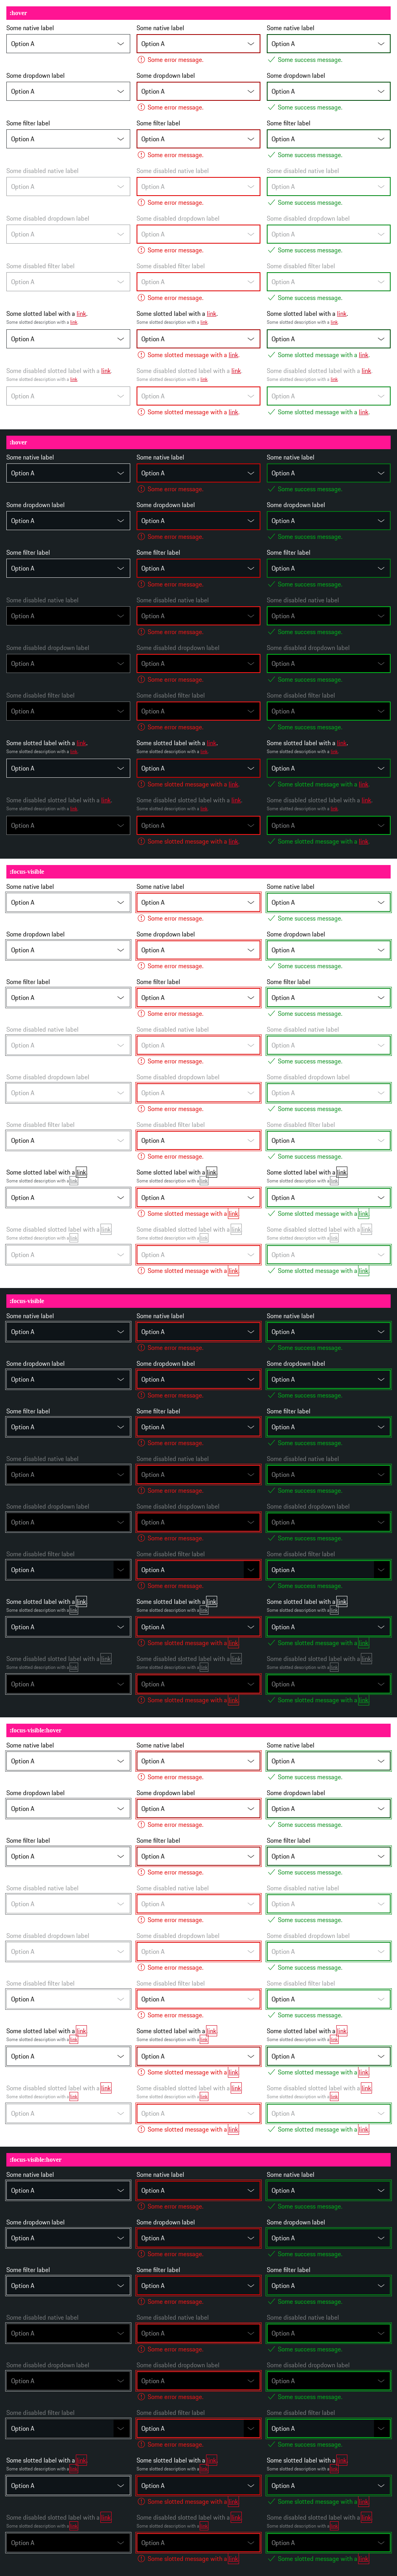 :hover
Some native label Some native label Some native label
Option A Option A Option A
Some error message. Some success message.
Some dropdown label Some dropdown label Some dropdown label
Option A Option A Option A
Some error message. Some success message.
Some filter label Some filter label Some filter label
Option A Option A Option A
Some error message. Some success message.
Some disabled native label Some disabled native label Some disabled native label
Option A Option A Option A
Some error message. Some success message.
Some disabled dropdown label Some disabled dropdown label Some disabled dropdown label
Option A Option A Option A
Some error message. Some success message.
Some disabled filter label Some disabled filter label Some disabled filter label
Option A Option A Option A
Some error message. Some success message.
Some slotted label with a link. Some slotted label with a link. Some slotted label with a link.
Some slotted description with a link. Some slotted description with a link. Some slotted description with a link.
Option A Option A Option A
Some slotted message with a link. Some slotted message with a link.
Some disabled slotted label with a link. Some disabled slotted label with a link. Some disabled slotted label with a link.
Some slotted description with a link. Some slotted description with a link. Some slotted description with a link.
Option A Option A Option A
Some slotted message with a link. Some slotted message with a link.
:hover
Some native label Some native label Some native label
Option A Option A Option A
Some error message. Some success message.
Some dropdown label Some dropdown label Some dropdown label
Option A Option A Option A
Some error message. Some success message.
Some filter label Some filter label Some filter label
Option A Option A Option A
Some error message. Some success message.
Some disabled native label Some disabled native label Some disabled native label
Option A Option A Option A
Some error message. Some success message.
Some disabled dropdown label Some disabled dropdown label Some disabled dropdown label
Option A Option A Option A
Some error message. Some success message.
Some disabled filter label Some disabled filter label Some disabled filter label
Option A Option A Option A
Some error message. Some success message.
Some slotted label with a link. Some slotted label with a link. Some slotted label with a link.
Some slotted description with a link. Some slotted description with a link. Some slotted description with a link.
Option A Option A Option A
Some slotted message with a link. Some slotted message with a link.
Some disabled slotted label with a link. Some disabled slotted label with a link. Some disabled slotted label with a link.
Some slotted description with a link. Some slotted description with a link. Some slotted description with a link.
Option A Option A Option A
Some slotted message with a link. Some slotted message with a link.
:focus-visible
Some native label Some native label Some native label
Option A Option A Option A
Some error message. Some success message.
Some dropdown label Some dropdown label Some dropdown label
Option A Option A Option A
Some error message. Some success message.
Some filter label Some filter label Some filter label
Option A Option A Option A
Some error message. Some success message.
Some disabled native label Some disabled native label Some disabled native label
Option A Option A Option A
Some error message. Some success message.
Some disabled dropdown label Some disabled dropdown label Some disabled dropdown label
Option A Option A Option A
Some error message. Some success message.
Some disabled filter label Some disabled filter label Some disabled filter label
Option A Option A Option A
Some error message. Some success message.
Some slotted label with a link. Some slotted label with a link. Some slotted label with a link.
Some slotted description with a link. Some slotted description with a link. Some slotted description with a link.
Option A Option A Option A
Some slotted message with a link. Some slotted message with a link.
Some disabled slotted label with a link. Some disabled slotted label with a link. Some disabled slotted label with a link.
Some slotted description with a link. Some slotted description with a link. Some slotted description with a link.
Option A Option A Option A
Some slotted message with a link. Some slotted message with a link.
:focus-visible
Some native label Some native label Some native label
Option A Option A Option A
Some error message. Some success message.
Some dropdown label Some dropdown label Some dropdown label
Option A Option A Option A
Some error message. Some success message.
Some filter label Some filter label Some filter label
Option A Option A Option A
Some error message. Some success message.
Some disabled native label Some disabled native label Some disabled native label
Option A Option A Option A
Some error message. Some success message.
Some disabled dropdown label Some disabled dropdown label Some disabled dropdown label
Option A Option A Option A
Some error message. Some success message.
Some disabled filter label Some disabled filter label Some disabled filter label
Option A Option A Option A
Some error message. Some success message.
Some slotted label with a link. Some slotted label with a link. Some slotted label with a link.
Some slotted description with a link. Some slotted description with a link. Some slotted description with a link.
Option A Option A Option A
Some slotted message with a link. Some slotted message with a link.
Some disabled slotted label with a link. Some disabled slotted label with a link. Some disabled slotted label with a link.
Some slotted description with a link. Some slotted description with a link. Some slotted description with a link.
Option A Option A Option A
Some slotted message with a link. Some slotted message with a link.
:focus-visible:hover
Some native label Some native label Some native label
Option A Option A Option A
Some error message. Some success message.
Some dropdown label Some dropdown label Some dropdown label
Option A Option A Option A
Some error message. Some success message.
Some filter label Some filter label Some filter label
Option A Option A Option A
Some error message. Some success message.
Some disabled native label Some disabled native label Some disabled native label
Option A Option A Option A
Some error message. Some success message.
Some disabled dropdown label Some disabled dropdown label Some disabled dropdown label
Option A Option A Option A
Some error message. Some success message.
Some disabled filter label Some disabled filter label Some disabled filter label
Option A Option A Option A
Some error message. Some success message.
Some slotted label with a link. Some slotted label with a link. Some slotted label with a link.
Some slotted description with a link. Some slotted description with a link. Some slotted description with a link.
Option A Option A Option A
Some slotted message with a link. Some slotted message with a link.
Some disabled slotted label with a link. Some disabled slotted label with a link. Some disabled slotted label with a link.
Some slotted description with a link. Some slotted description with a link. Some slotted description with a link.
Option A Option A Option A
Some slotted message with a link. Some slotted message with a link.
:focus-visible:hover
Some native label Some native label Some native label
Option A Option A Option A
Some error message. Some success message.
Some dropdown label Some dropdown label Some dropdown label
Option A Option A Option A
Some error message. Some success message.
Some filter label Some filter label Some filter label
Option A Option A Option A
Some error message. Some success message.
Some disabled native label Some disabled native label Some disabled native label
Option A Option A Option A
Some error message. Some success message.
Some disabled dropdown label Some disabled dropdown label Some disabled dropdown label
Option A Option A Option A
Some error message. Some success message.
Some disabled filter label Some disabled filter label Some disabled filter label
Option A Option A Option A
Some error message. Some success message.
Some slotted label with a link. Some slotted label with a link. Some slotted label with a link.
Some slotted description with a link. Some slotted description with a link. Some slotted description with a link.
Option A Option A Option A
Some slotted message with a link. Some slotted message with a link.
Some disabled slotted label with a link. Some disabled slotted label with a link. Some disabled slotted label with a link.
Some slotted description with a link. Some slotted description with a link. Some slotted description with a link.
Option A Option A Option A
Some slotted message with a link. Some slotted message with a link.